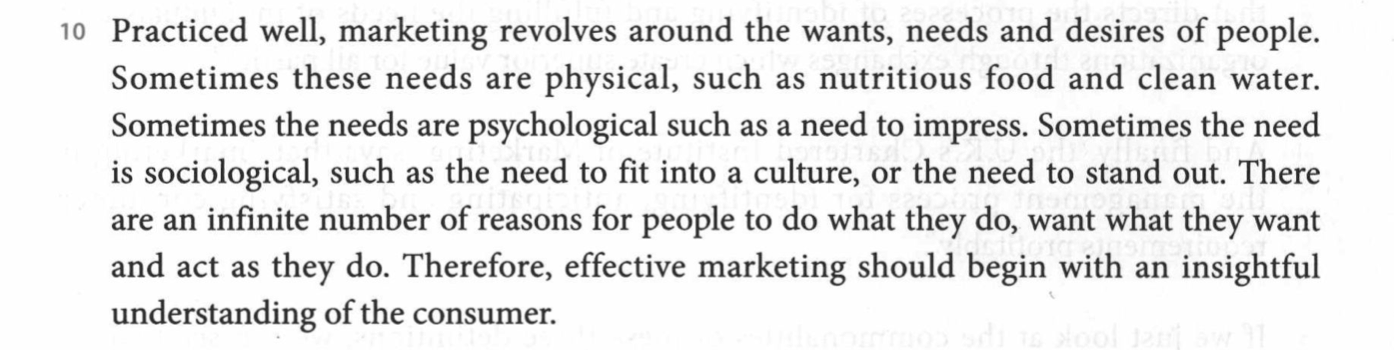 10 Practiced well, marketing revolves around the wants, needs and desires of people.
Sometimes these needs are physical, such as nutritious food and clean water.
Sometimes the needs are psychological such as a need to impress. Sometimes the need
is sociological, such as the need to fit into a culture, or the need to stand out. There
are an infinite number of reasons for people to do what they do, want what they want
and act as they do. Therefore, effective marketing should begin with an insightful
understanding of the consumer.